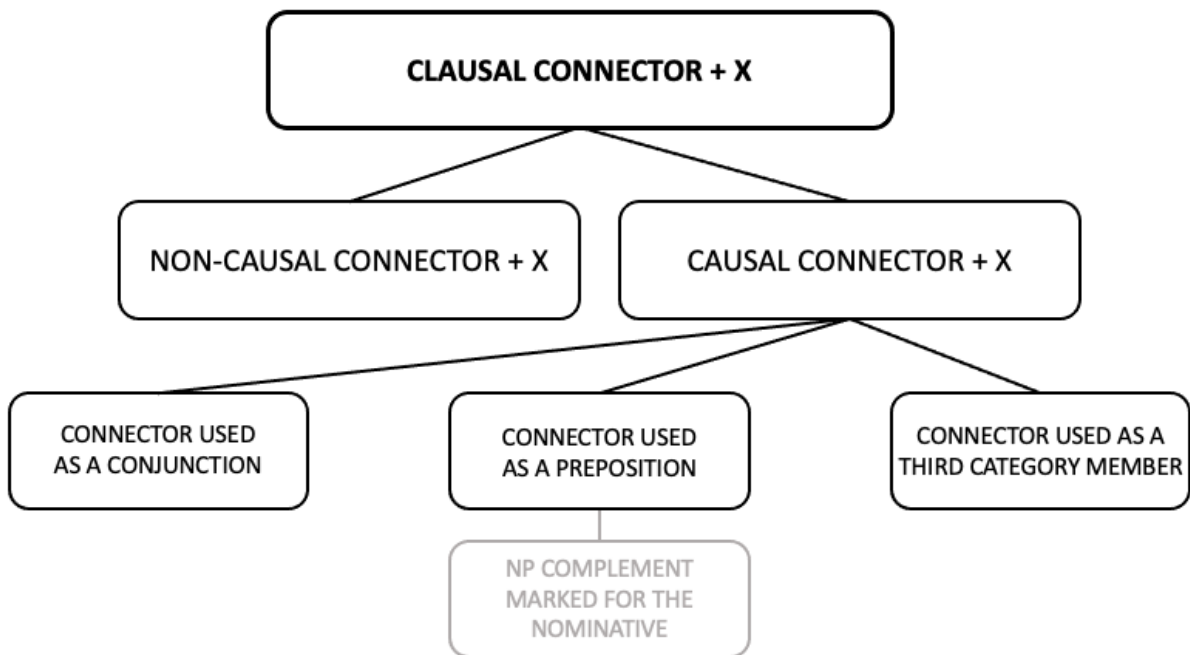 CLAUSAL CONNECTOR + X
NON-CAUSAL CONNECTOR + X
CAUSAL CONNECTOR + X
CONNECTOR USED
AS A CONJUNCTION
CONNECTOR USED
AS A PREPOSITION
CONNECTOR USED AS A
THIRD CATEGORY MEMBER
NP COMPLEMENT
MARKED FOR THE
NOMINATIVE